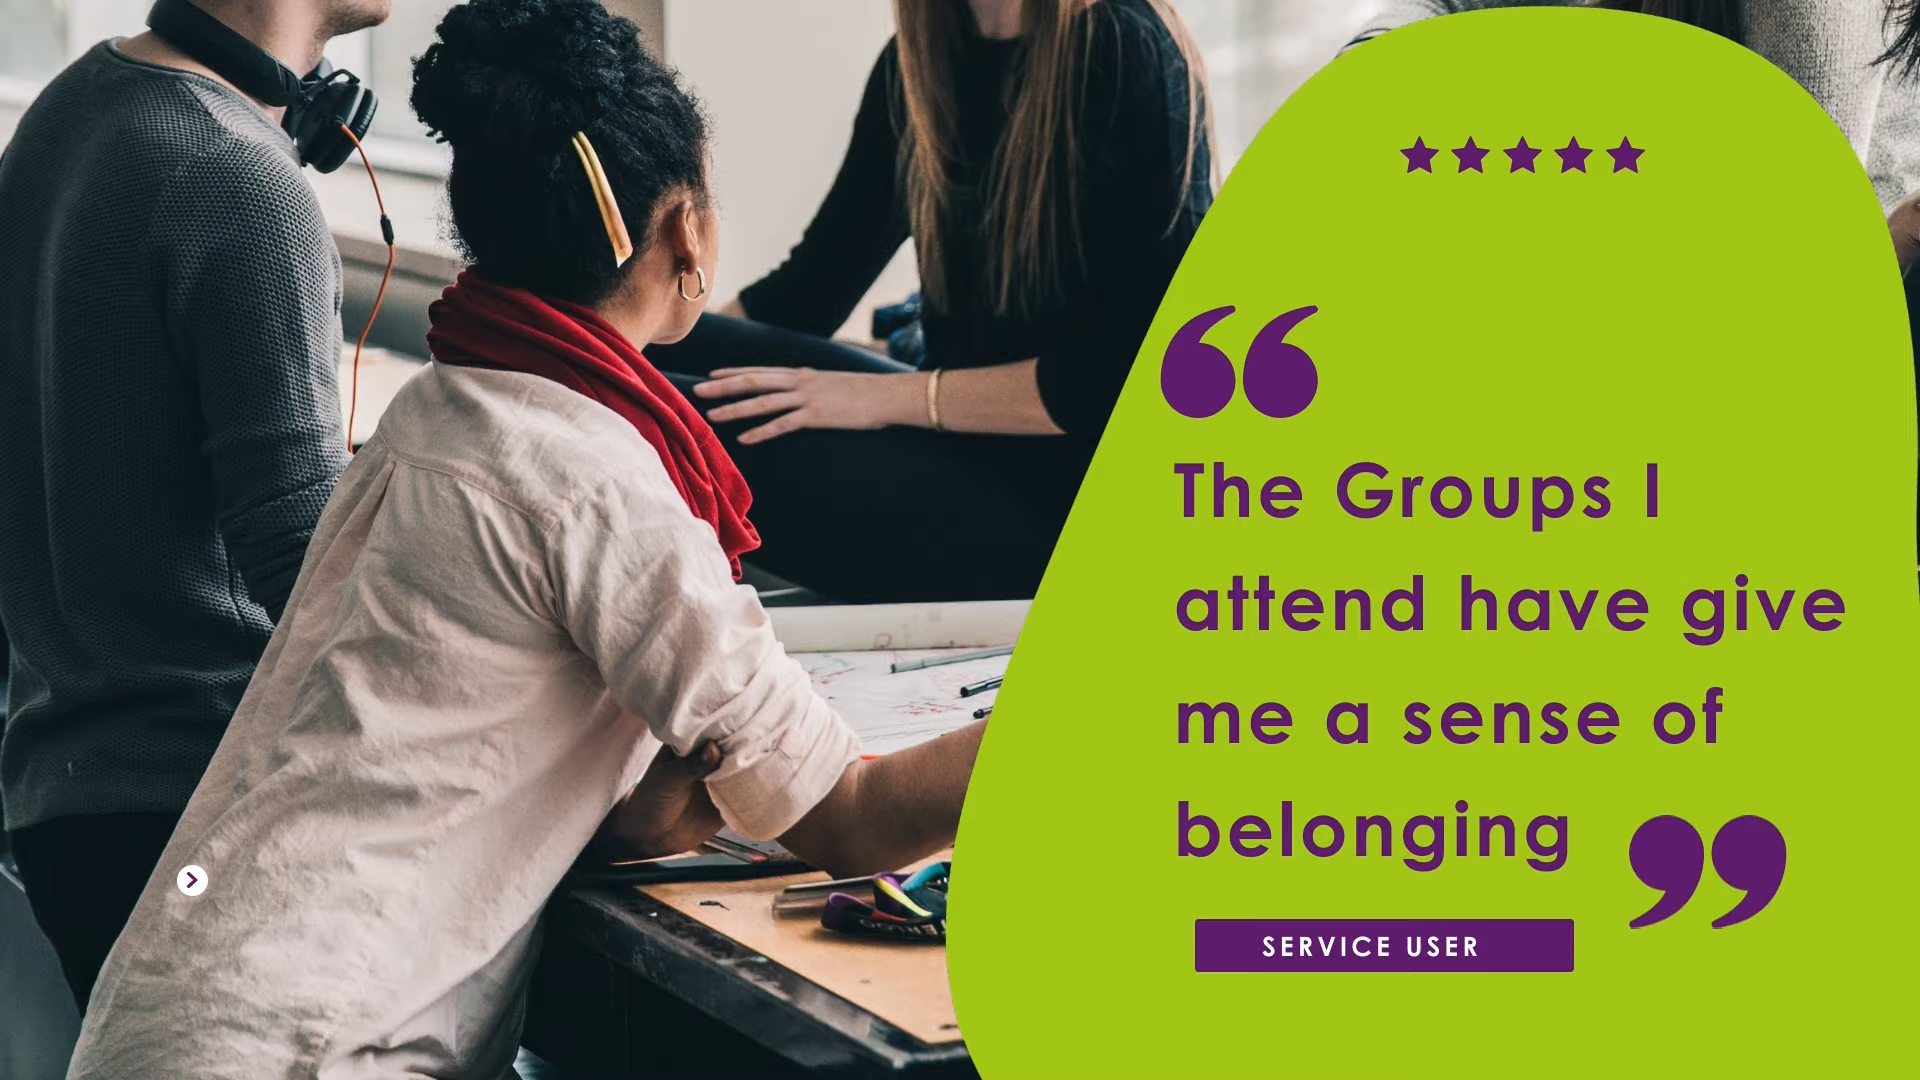 The Groups I
attend have give
me a sense of
belonging
SERVICE USER